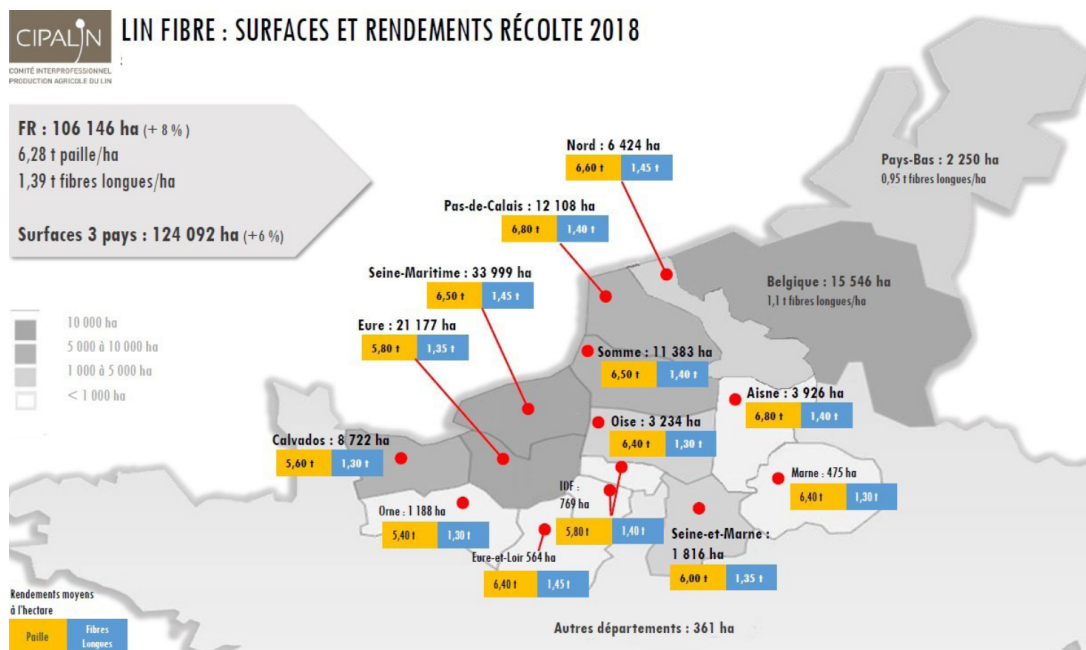 CIPALIN
COMITÉ INTERPROFESSIONNEL
PRODUCTION AGRICOLE DU LIN
LIN FIBRE : SURFACES ET RENDEMENTS RÉCOLTE 2018
:
FR : 106 146 ha (+ 8 % )
6,28 t paille/ha
1,39 t fibres longues/ha
Surfaces 3 pays : 124 092 ha (+6 %)
Nord : 6 424 ha
6,60 t 1,45 t
Pays-Bas : 2 250 ha
0,95 t fibres longues/ha
Pas-de-Calais : 12 108 ha
6,80 t 1,40 t
Seine-Maritime : 33 999 ha
6,50 t 1,45 t
Belgique : 15 546 ha
1,1 t fibres longues/ha
Eure : 21 177 ha
5,80 t 1,35 t
10 000 ha
5 000 à 10 000 ha
1 000 à 5 000 ha
< 1 000 ha
Somme : 11 383 ha
6,50 t 1,40 t
Aisne : 3 926 ha
6,80 t 1,40 t
Oise : 3 234 ha
6,40 t 1,30 t
Calvados : 8 722 ha
5,60 t 1,30 t
Marne : 475 ha
6,40 t 1,30 t
IDF :
769 ha
5,80 t 1,40 t
Orne : 1 188 ha
5,40 t 1,30 t
Seine-et-Marne :
1 816 ha
6,00 t 1,35 t
Eure-et-Loir 564 ha
6,40 t 1,45 t
Rendements moyens
à l'hectare
Paille
Fibres
Longues
Autres départements : 361 ha